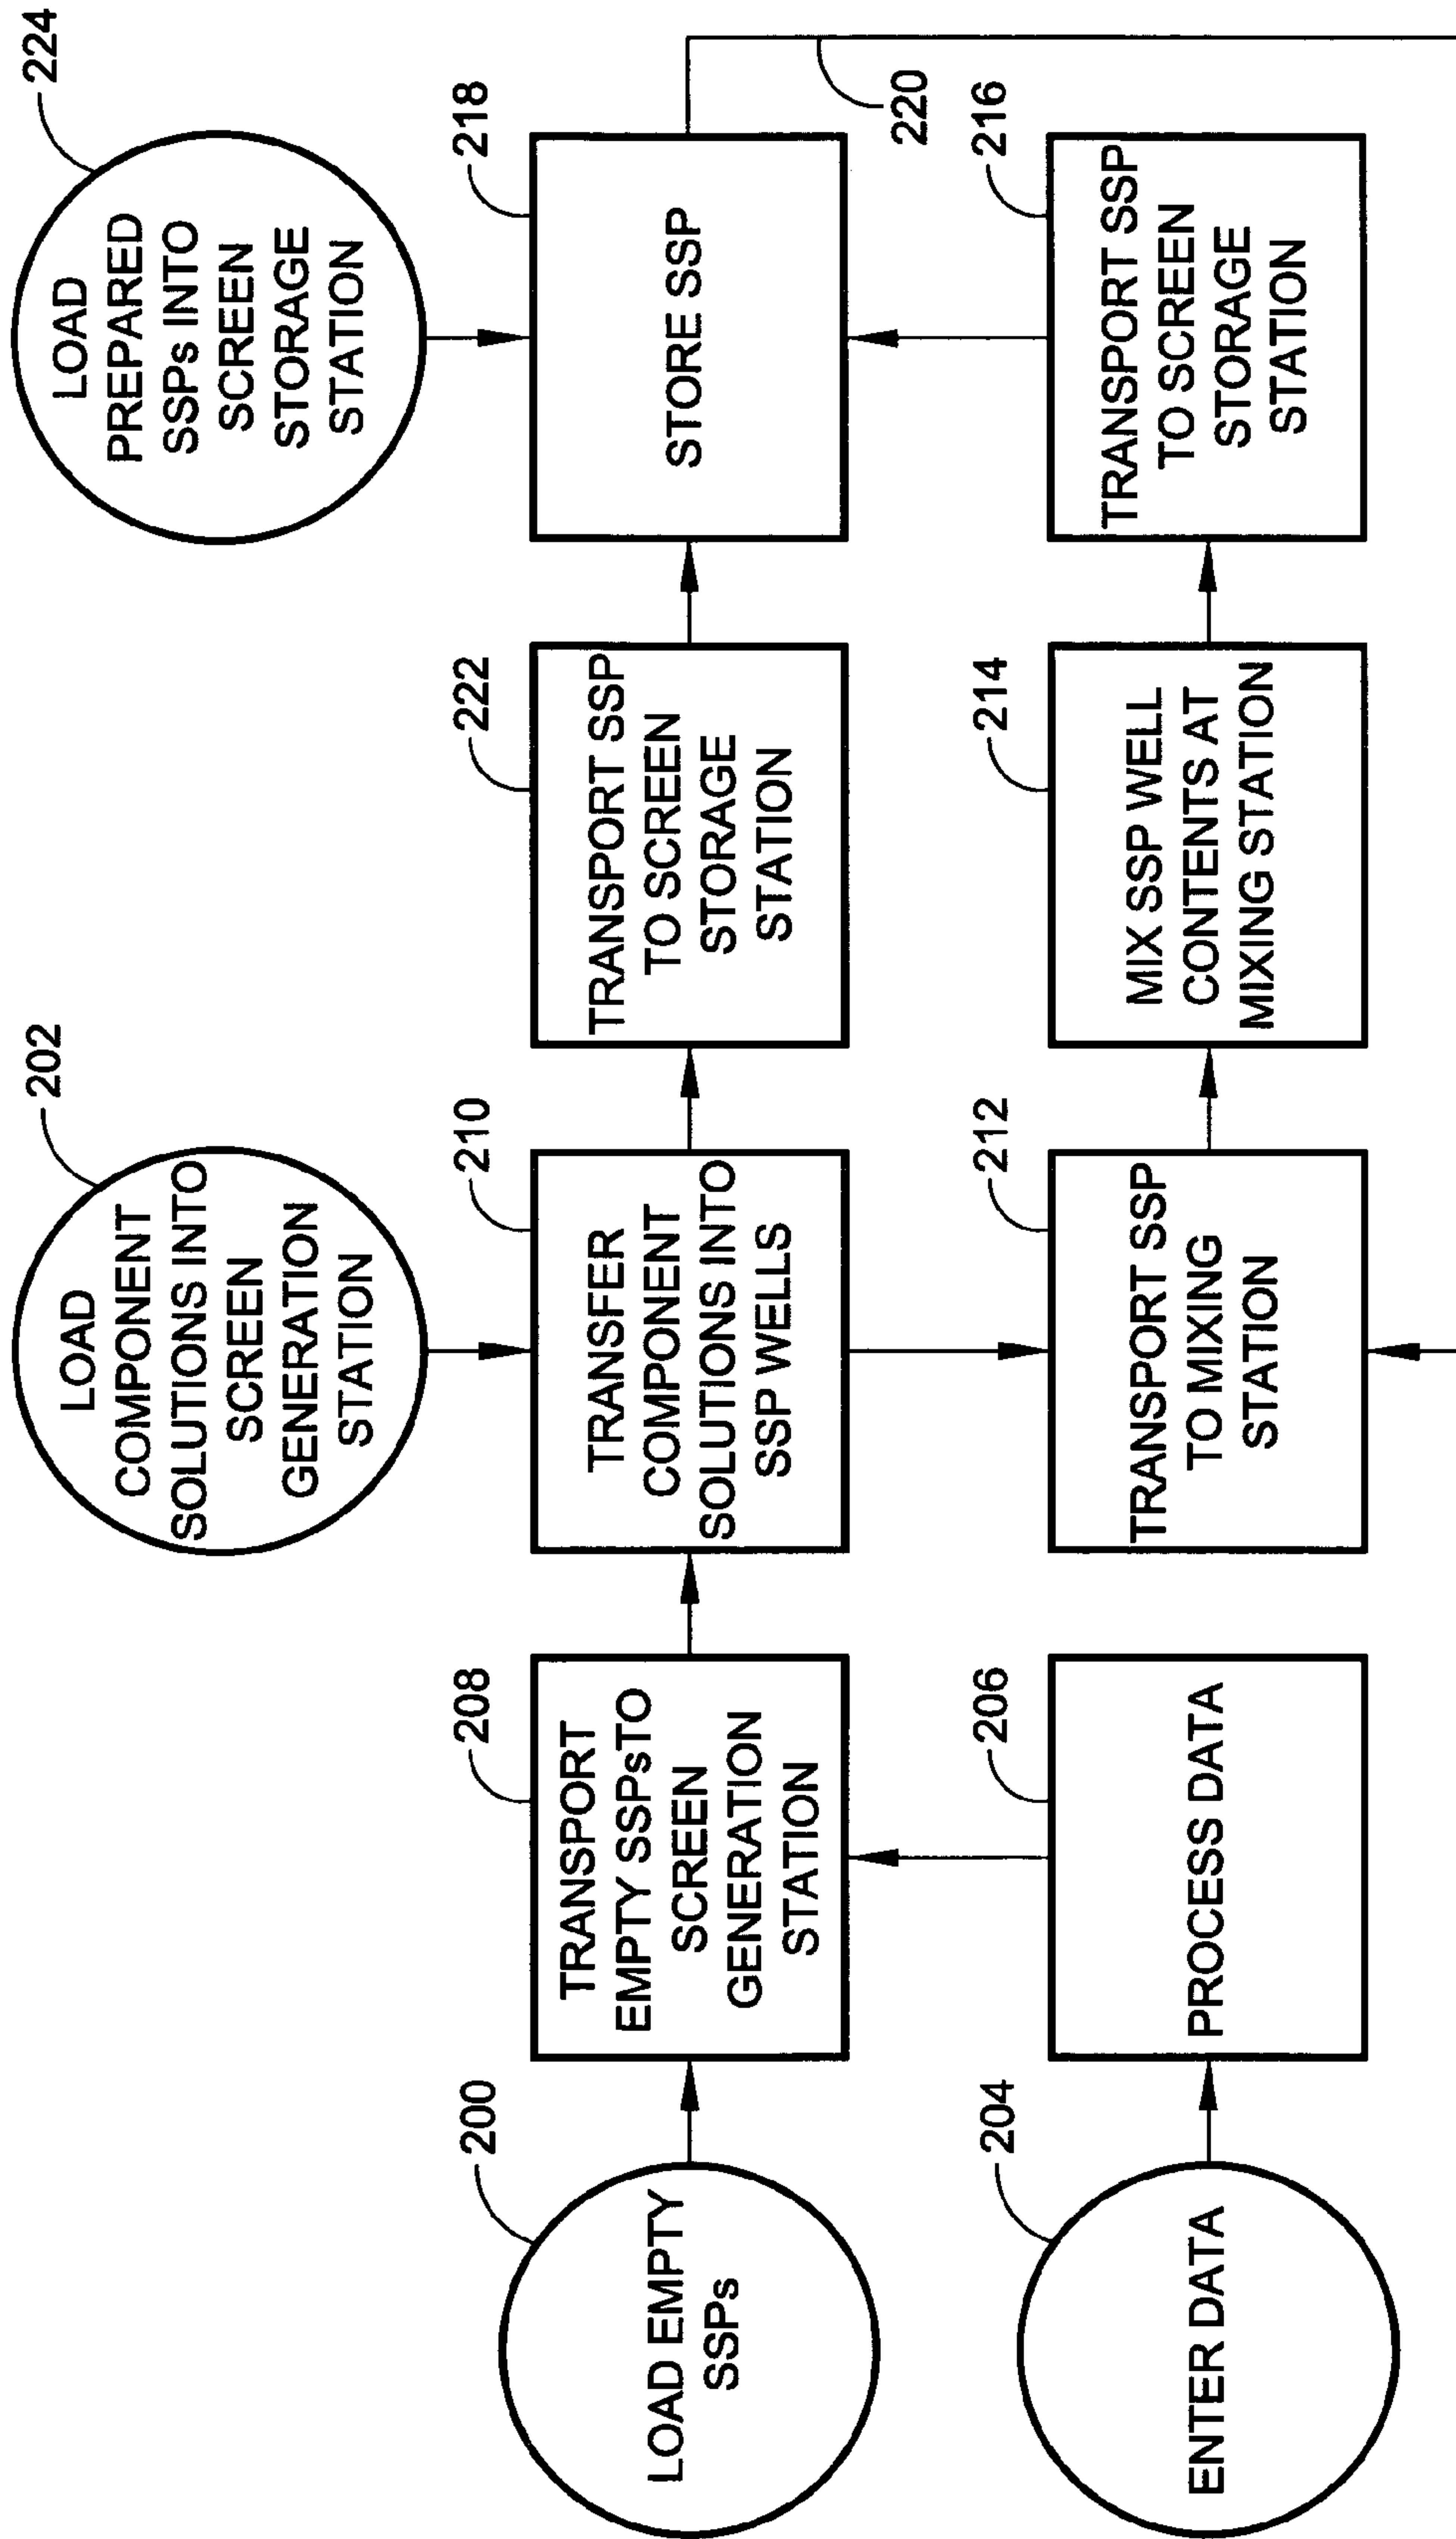 202
LOAD
COMPONENT
SOLUTIONS INTO
SCREEN
GENERATION
STATION
224
LOAD
PREPARED
SSPs INTO
SCREEN
STORAGE
STATION
200
LOAD EMPTY
SSPs
208
TRANSPORT
EMPTY SSPsTO
SCREEN
GENERATION
STATION
210
TRANSFER
COMPONENT
SOLUTIONS INTO
SSP WELLS
222
TRANSPORT SSP
TO SCREEN
STORAGE
STATION
218
STORE SSP
220
204
ENTER DATA
206
PROCESS DATA
212
TRANSPORT SSP
TO MIXING
STATION
214
MIX SSP WELL
CONTENTS AT
MIXING STATION
216
TRANSPORT SSP
TO SCREEN
STORAGE
STATION